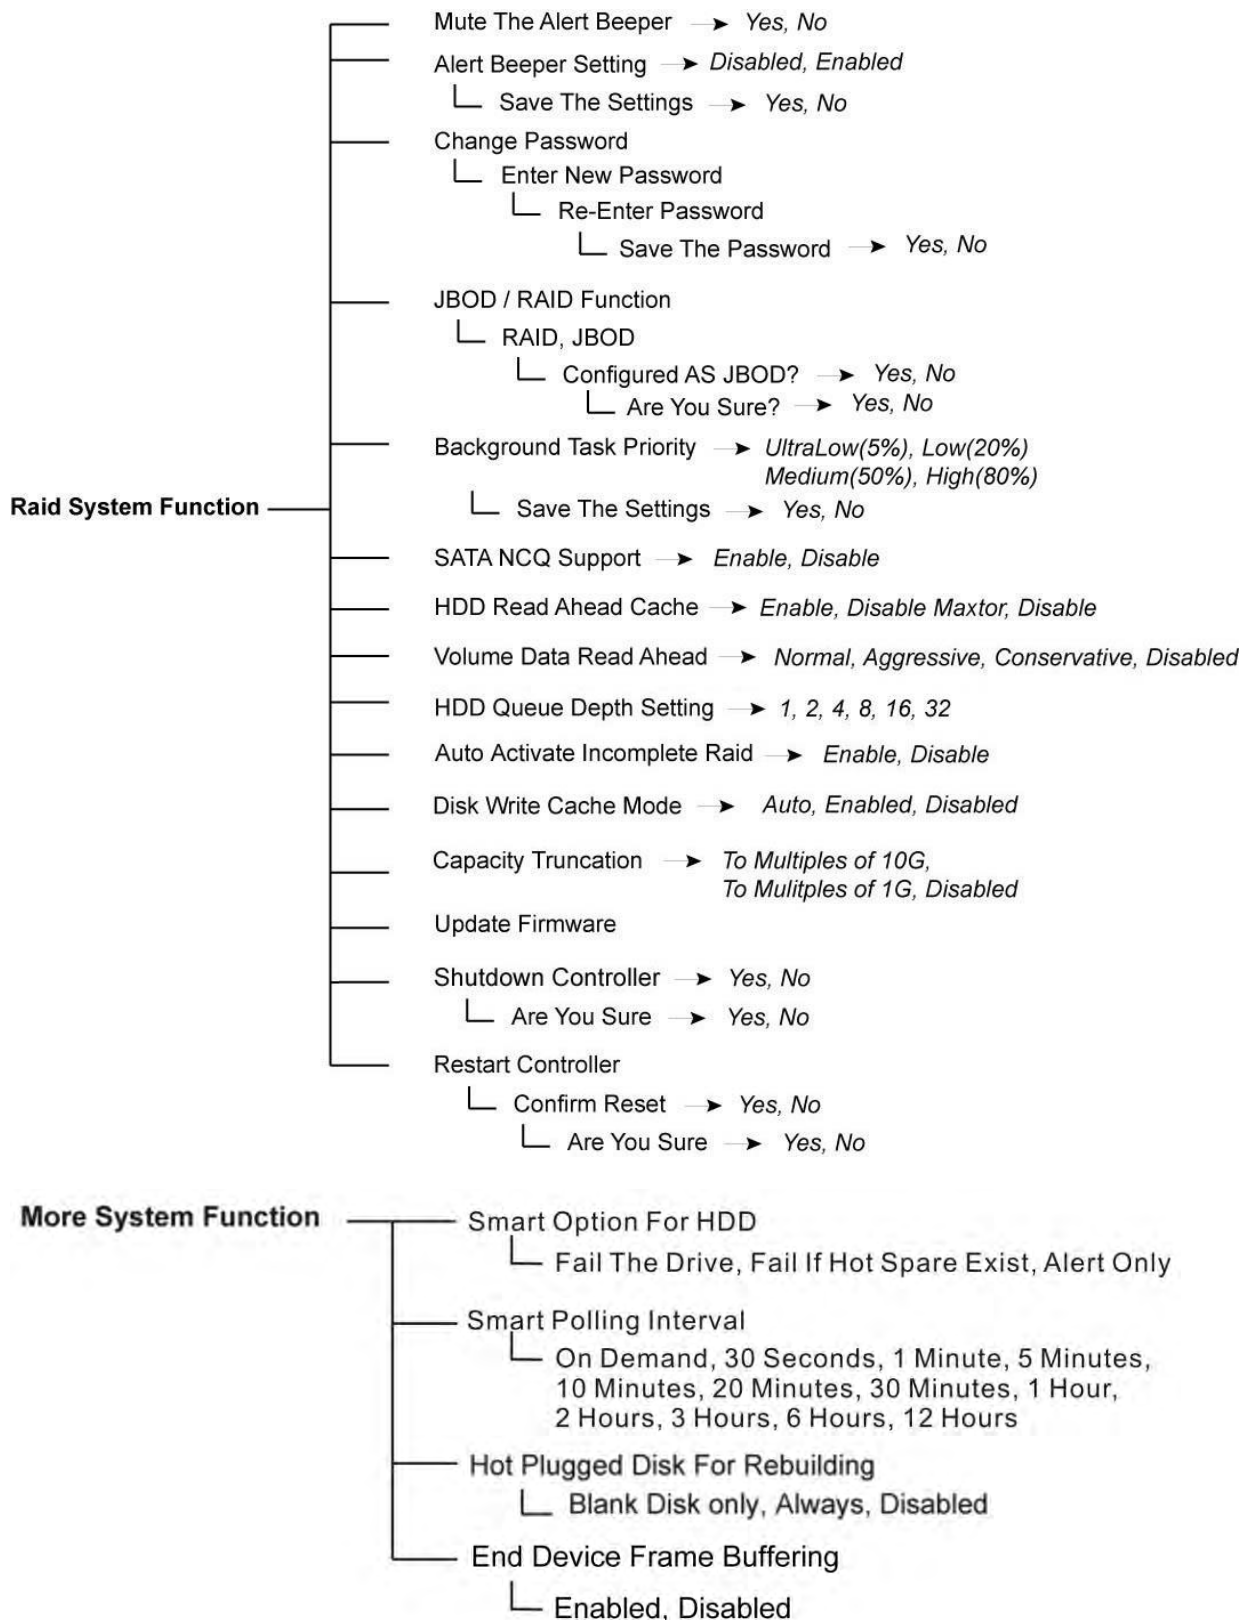 Mute The Alert Beeper → Yes, No
Alert Beeper Setting → Disabled, Enabled
Save The Settings → Yes, No
Change Password
Enter New Password
Re-Enter Password
Save The Password → Yes, No
JBOD / RAID Function
RAID, JBOD
Configured AS JBOD? → Yes, No
Are You Sure? → Yes, No
Background Task Priority → UltraLow(5%), Low(20%)
Medium(50%), High(80%)
Raid System Function
Save The Settings → Yes, No
SATA NCQ Support → Enable, Disable
HDD Read Ahead Cache → Enable, Disable Maxtor, Disable
Volume Data Read Ahead → Normal, Aggressive, Conservative, Disabled
HDD Queue Depth Setting → 1, 2, 4, 8, 16, 32
Auto Activate Incomplete Raid → Enable, Disable
Disk Write Cache Mode → Auto, Enabled, Disabled
Capacity Truncation → To Multiples of 10G,
To Mulitples of 1G, Disabled
Update Firmware
Shutdown Controller → Yes, No
Are You Sure → Yes, No
Restart Controller
Confirm Reset → Yes, No
Are You Sure → Yes, No
More System Function
Smart Option For HDD
Fail The Drive, Fail If Hot Spare Exist, Alert Only
Smart Polling Interval
On Demand, 30 Seconds, 1 Minute, 5 Minutes,
10 Minutes, 20 Minutes, 30 Minutes, 1 Hour,
2 Hours, 3 Hours, 6 Hours, 12 Hours
Hot Plugged Disk For Rebuilding
Blank Disk only, Always, Disabled
End Device Frame Buffering
Enabled, Disabled